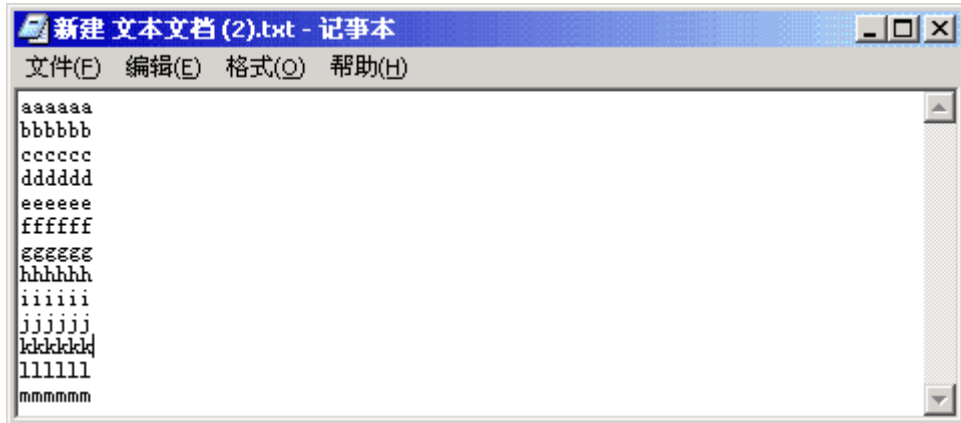 新建 文本文档 (2).txt - 记事本
文件(F) 编辑(E) 格式(O) 帮助(H)
aaaaaa
bbbbbb
cccccc
dddddd
eeeeee
ffffff
gggggg
hhhhhh
iiiiii
jjjjjj
kkkkkk
llllll
mmmmmm